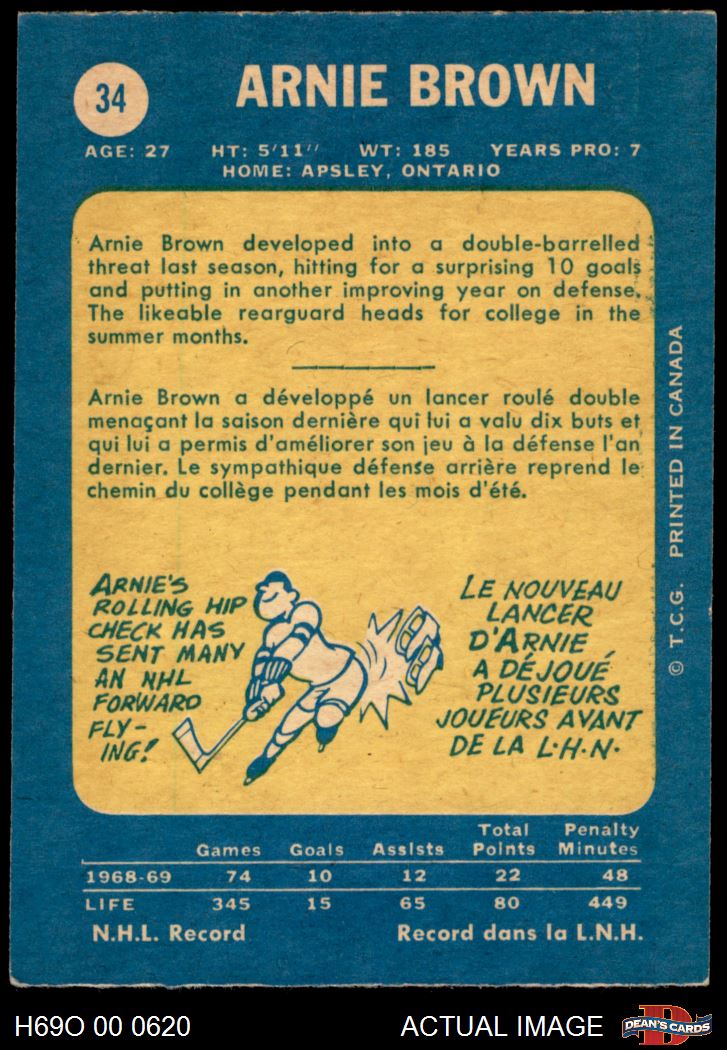 34
ARNIE BROWN
AGE: 27 HT: 5'11'' WT: 185 YEARS PRO: 7
HOME: APSLEY, ONTARIO
Arnie Brown developed into a double-barrelled
threat last season, hitting for a surprising 10 goals
and putting in another improving year on defense.
The likeable rearguard heads for college in the
summer months.
Arnie Brown a développé un lancer roulé double
menaçant la saison dernière qui lui a valu dix buts et
qui lui a permis d'améliorer son jeu à la défense l'an
dernier. Le sympathique défense arrière reprend le
chemin du collège pendant les mois d'été.
ARNIE'S
ROLLING HIP
CHECK HAS
SENT MANY
AN NHL
FORWARD
FLY-
ING!
LE NOUVEAU
LANCER
D'ARNIE
A DÉJOUÉ
PLUSIEURS
JOUEURS AVANT
DE LA L.H.N.
© T.C.G. PRINTED IN CANADA
Games Goals Assists Total Points Penalty Minutes
1968-69 74 10 12 22 48
LIFE 345 15 65 80 449
N.H.L. Record Record dans la L.N.H.
H69O 00 0620 ACTUAL IMAGE D DEAN'S CARDS